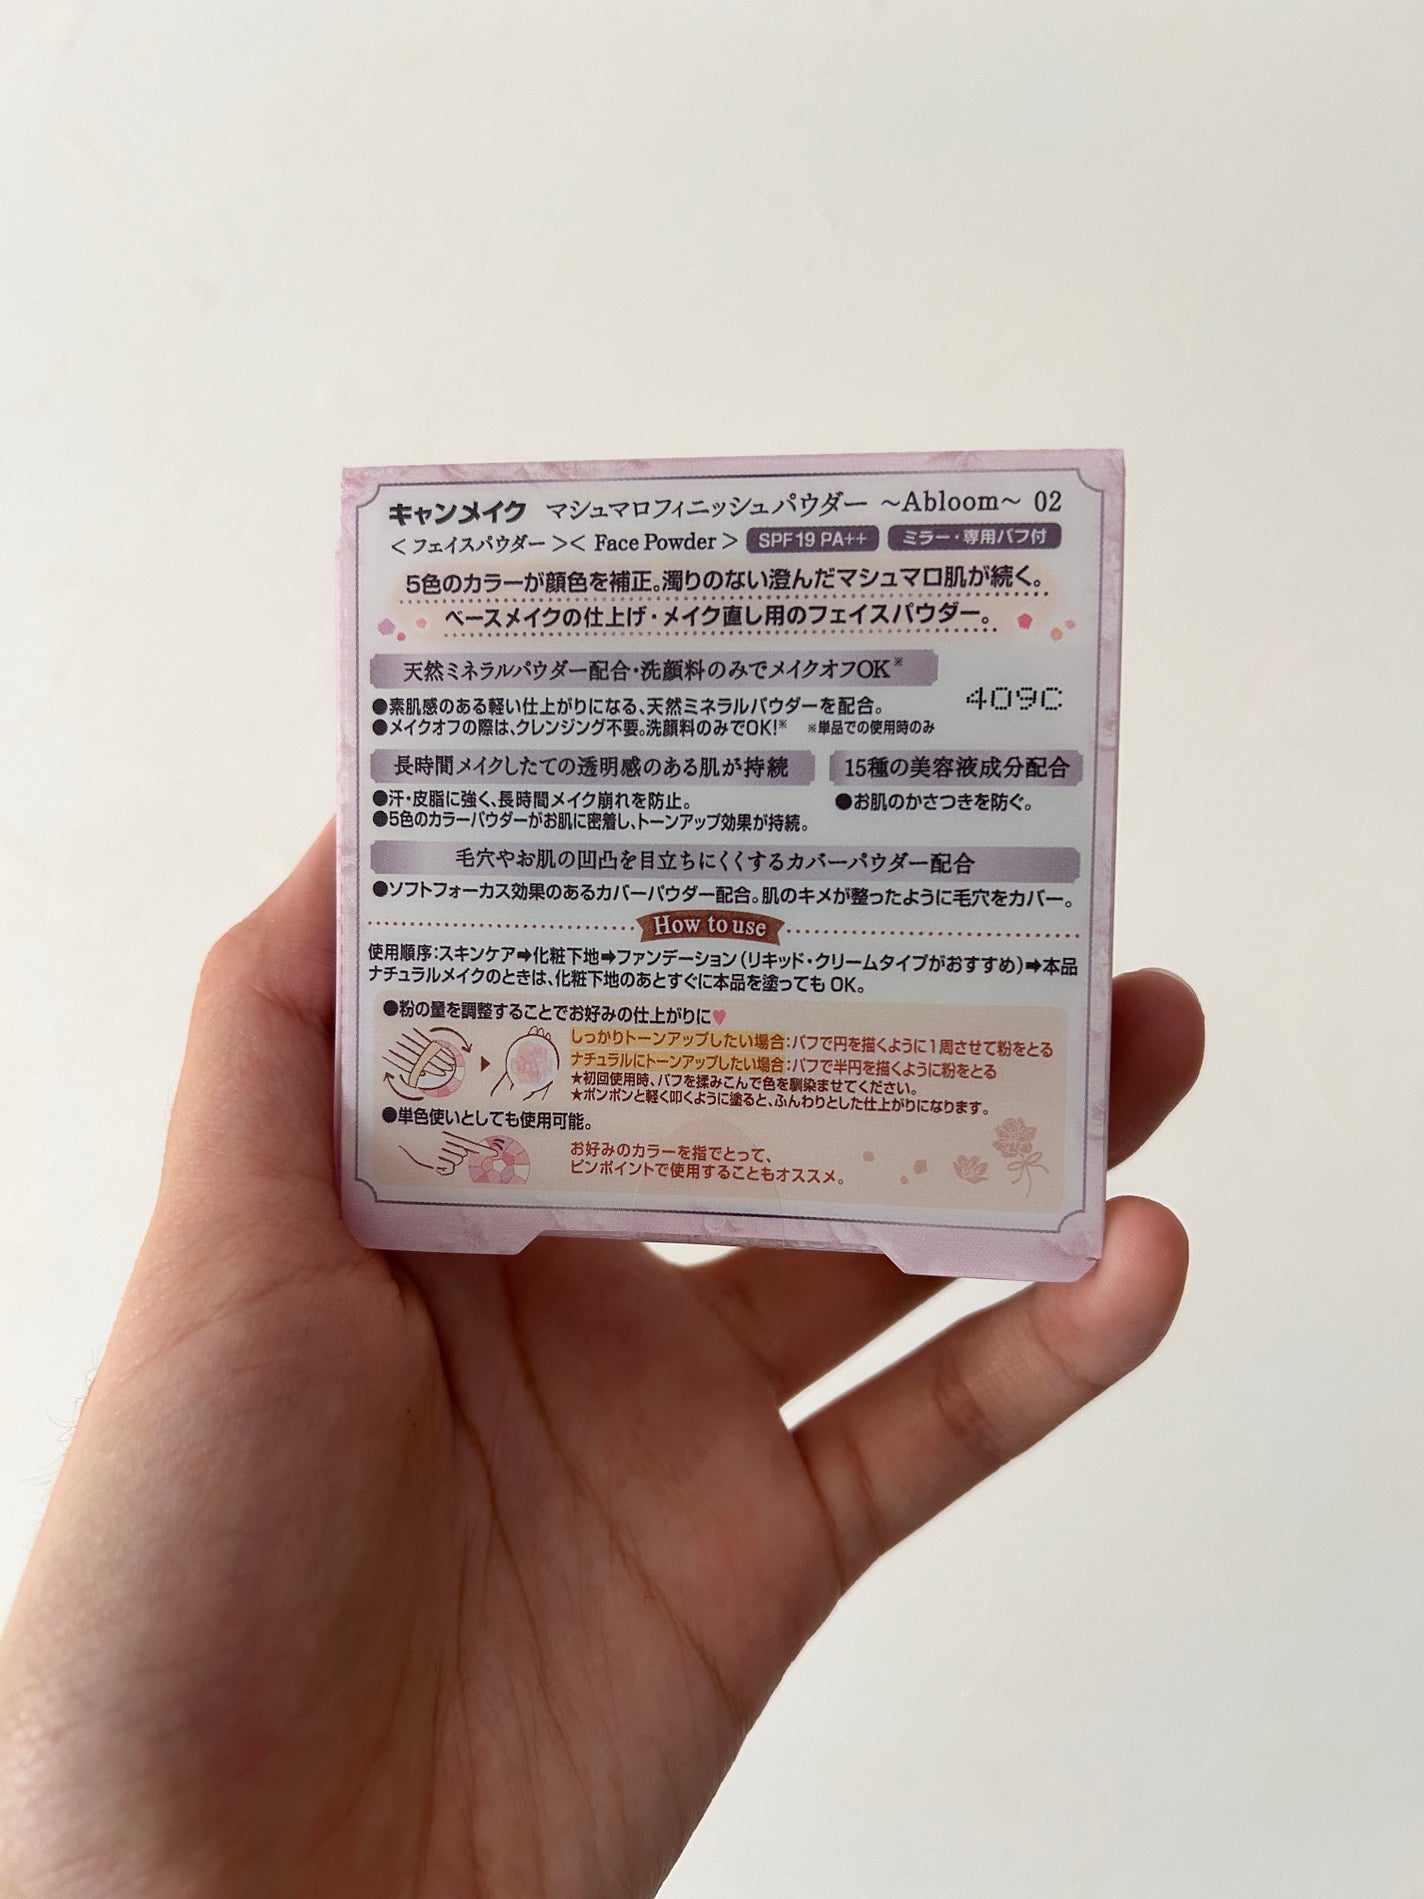 キャンメイク マシュマロフィニッシュパウダー ～Abloom～ 02
＜フェイスパウダー＞＜Face Powder＞ SPF19 PA++ ミラー・専用パフ付
5色のカラーが顔色を補正。濁りのない澄んだマシュマロ肌が続く。
ベースメイクの仕上げ・メイク直し用のフェイスパウダー。
天然ミネラルパウダー配合・洗顔料のみでメイクオフOK※
409C
●素肌感のある軽い仕上がりになる、天然ミネラルパウダーを配合。
●メイクオフの際は、クレンジング不要。洗顔料のみでOK!※ ※単品での使用時のみ
長時間メイクしたての透明感のある肌が持続
●汗・皮脂に強く、長時間メイク崩れを防止。
●5色のカラーパウダーがお肌に密着し、トーンアップ効果が持続。
15種の美容液成分配合
●お肌のかさつきを防ぐ。
毛穴やお肌の凹凸を目立ちにくくするカバーパウダー配合
●ソフトフォーカス効果のあるカバーパウダー配合。肌のキメが整ったように毛穴をカバー。
How to use
使用順序：スキンケア➡化粧下地➡ファンデーション（リキッド・クリームタイプがおすすめ）➡本品
ナチュラルメイクのときは、化粧下地のあとすぐに本品を塗ってもOK。
●粉の量を調整することでお好みの仕上がりに♥
しっかりトーンアップしたい場合：パフで円を描くように1周させて粉をとる
ナチュラルにトーンアップしたい場合：パフで半円を描くように粉をとる
★初回使用時、パフを揉みこんで色を馴染ませてください。
★ポンポンと軽く叩くように塗ると、ふんわりとした仕上がりになります。
●単色使いとしても使用可能。
お好みのカラーを指でとって、
ピンポイントで使用することもオススメ。